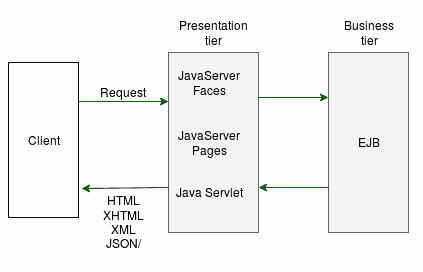 Presentation
tier
Business
tier
Request
JavaServer
Faces
Client
JavaServer
Pages
EJB
Java Servlet
HTML
XHTML
XML
JSON/